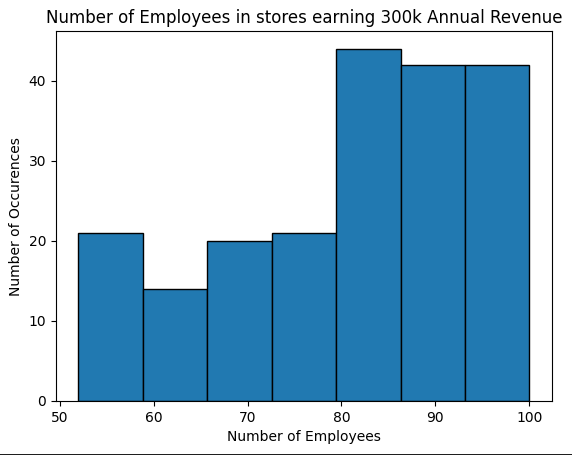 Number of Employees in stores earning 300k Annual Revenue
40
30
20
10
0
Number of Occurences
50 60 70 80 90 100
Number of Employees